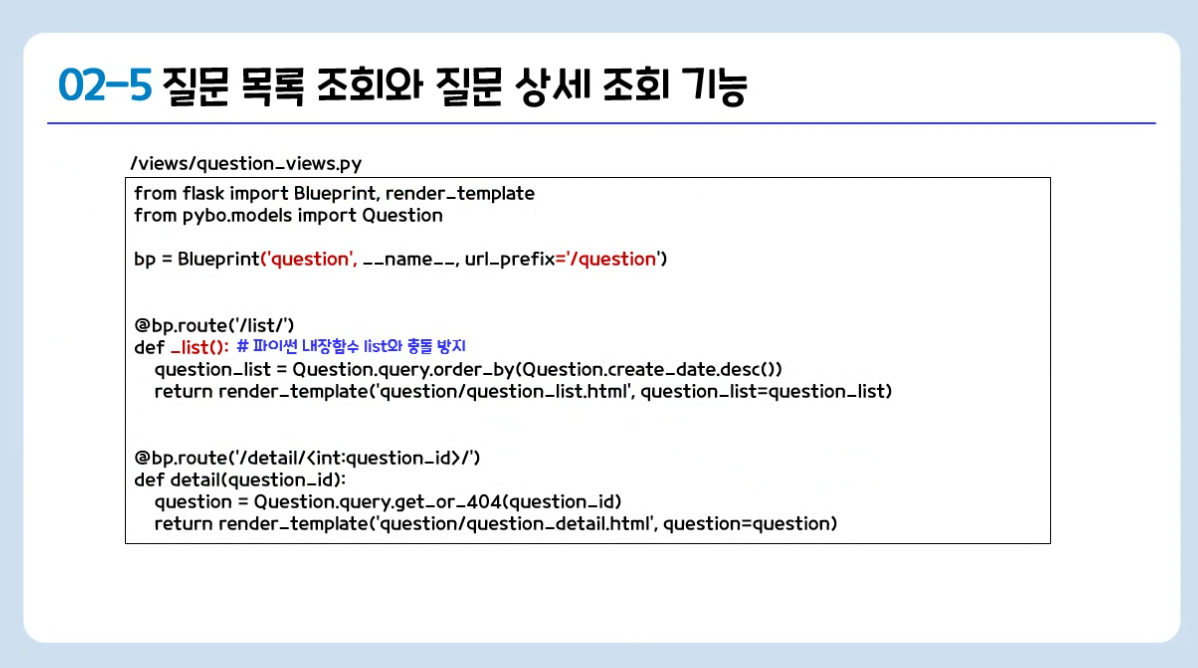 02-5 질문 목록 조회와 질문 상세 조회 기능
/views/question_views.py
from flask import Blueprint, render_template
from pybo.models import Question
bp = Blueprint('question', __name__, url_prefix='/question')
@bp.route('/list/')
def _list(): # 파이썬 내장함수 list와 충돌 방지
question_list = Question.query.order_by(Question.create_date.desc())
return render_template('question/question_list.html', question_list=question_list)
@bp.route('/detail/<int:question_id>/')
def detail(question_id):
question = Question.query.get_or_404(question_id)
return render_template('question/question_detail.html', question=question)